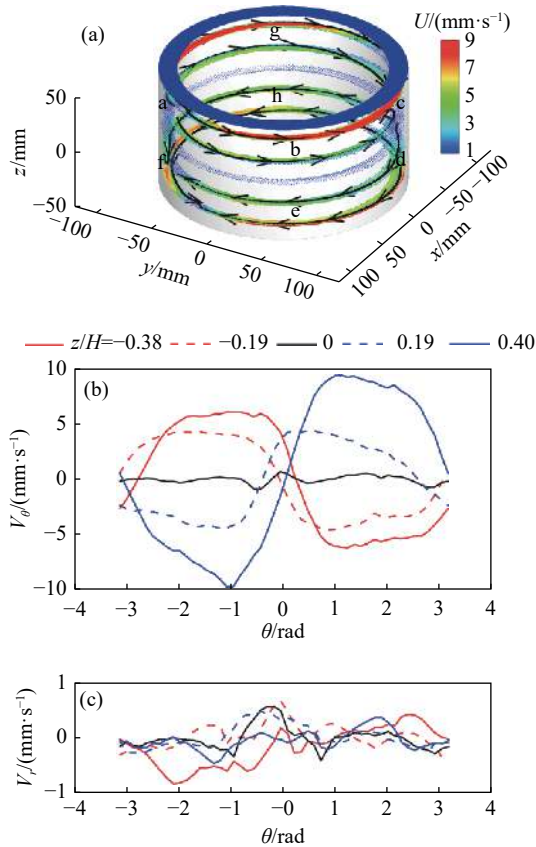 (a)
U/(mm·s⁻¹)
9
7
5
3
1
g
a
h
c
b
f
d
e
50
0
−50
z/mm
−100
−50
0
50
100
y/mm
−100
−50
0
50
100
x/mm
z/H=−0.38 −0.19 0 0.19 0.40
(b)
10
5
0
−5
−10
V_θ/(mm·s⁻¹)
−4 −3 −2 −1 0 1 2 3 4
θ/rad
(c)
1
0
−1
V_r/(mm·s⁻¹)
−4 −3 −2 −1 −0 1 2 3 4
θ/rad